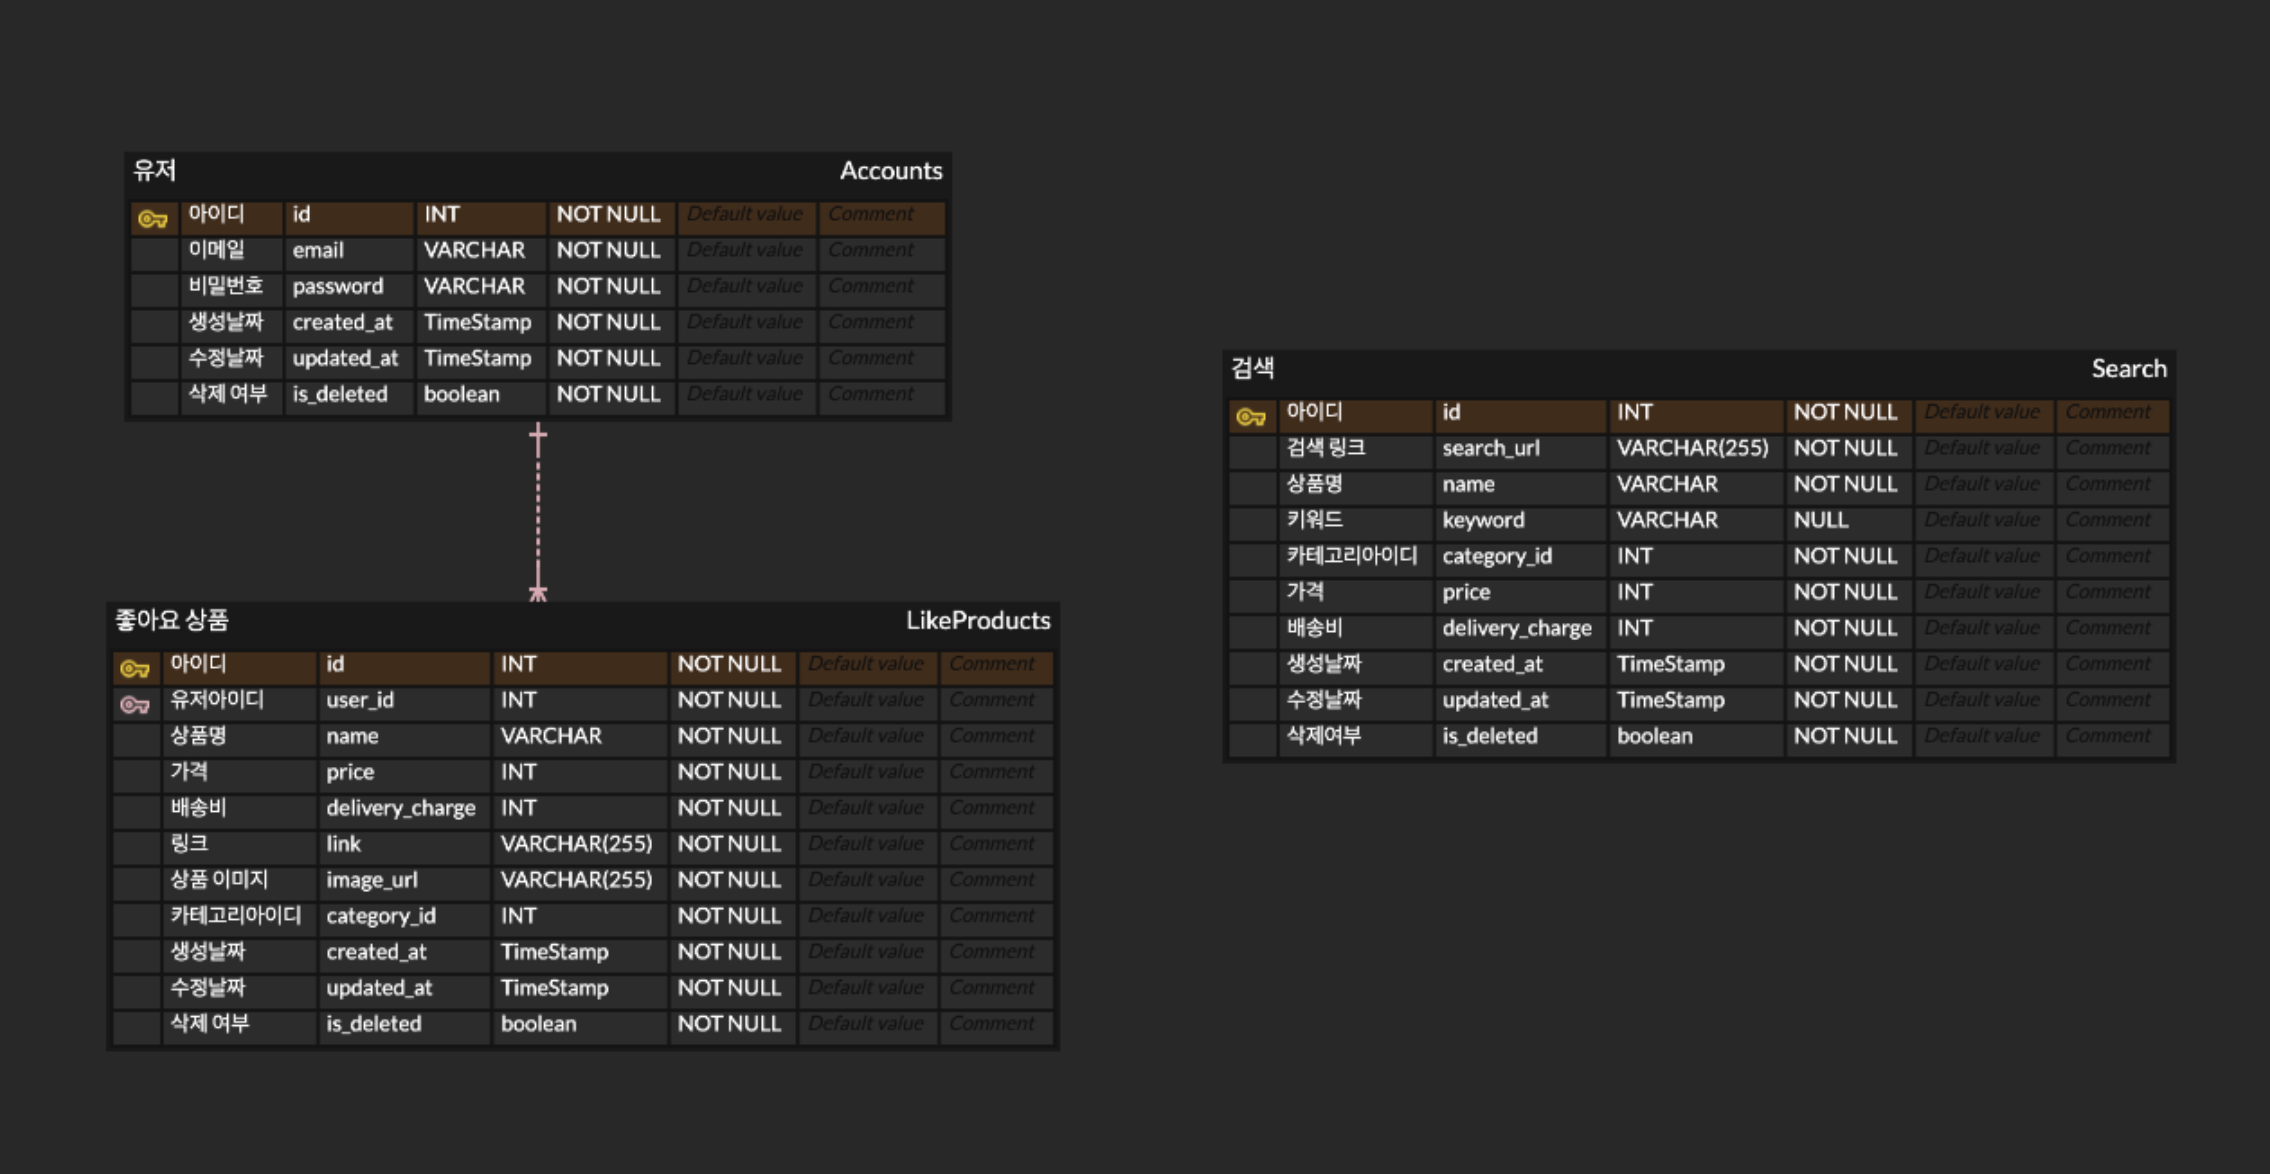 유저 Accounts
아이디 id INT NOT NULL Default value Comment
이메일 email VARCHAR NOT NULL Default value Comment
비밀번호 password VARCHAR NOT NULL Default value Comment
생성날짜 created_at TimeStamp NOT NULL Default value Comment
수정날짜 updated_at TimeStamp NOT NULL Default value Comment
삭제 여부 is_deleted boolean NOT NULL Default value Comment
좋아요 상품 LikeProducts
아이디 id INT NOT NULL Default value Comment
유저아이디 user_id INT NOT NULL Default value Comment
상품명 name VARCHAR NOT NULL Default value Comment
가격 price INT NOT NULL Default value Comment
배송비 delivery_charge INT NOT NULL Default value Comment
링크 link VARCHAR(255) NOT NULL Default value Comment
상품 이미지 image_url VARCHAR(255) NOT NULL Default value Comment
카테고리아이디 category_id INT NOT NULL Default value Comment
생성날짜 created_at TimeStamp NOT NULL Default value Comment
수정날짜 updated_at TimeStamp NOT NULL Default value Comment
삭제 여부 is_deleted boolean NOT NULL Default value Comment
검색 Search
아이디 id INT NOT NULL Default value Comment
검색 링크 search_url VARCHAR(255) NOT NULL Default value Comment
상품명 name VARCHAR NOT NULL Default value Comment
키워드 keyword VARCHAR NULL Default value Comment
카테고리아이디 category_id INT NOT NULL Default value Comment
가격 price INT NOT NULL Default value Comment
배송비 delivery_charge INT NOT NULL Default value Comment
생성날짜 created_at TimeStamp NOT NULL Default value Comment
수정날짜 updated_at TimeStamp NOT NULL Default value Comment
삭제여부 is_deleted boolean NOT NULL Default value Comment